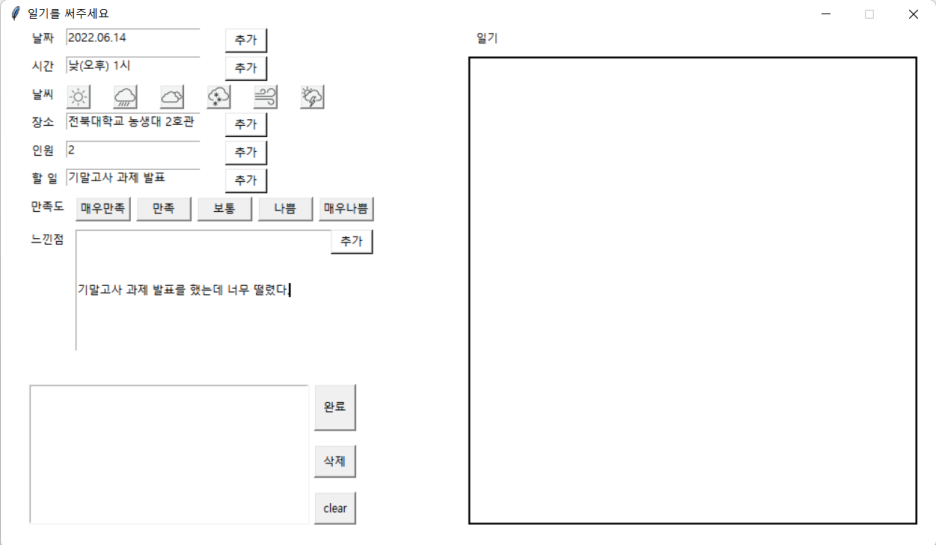 일기를 써주세요
날짜 2022.06.14 추가
일기
시간 낮(오후) 1시 추가
날씨
장소 전북대학교 농생대 2호관 추가
인원 2 추가
할 일 기말고사 과제 발표 추가
만족도 매우만족 만족 보통 나쁨 매우나쁨
느낀점 추가
기말고사 과제 발표를 했는데 너무 떨렸다.
완료
삭제
clear